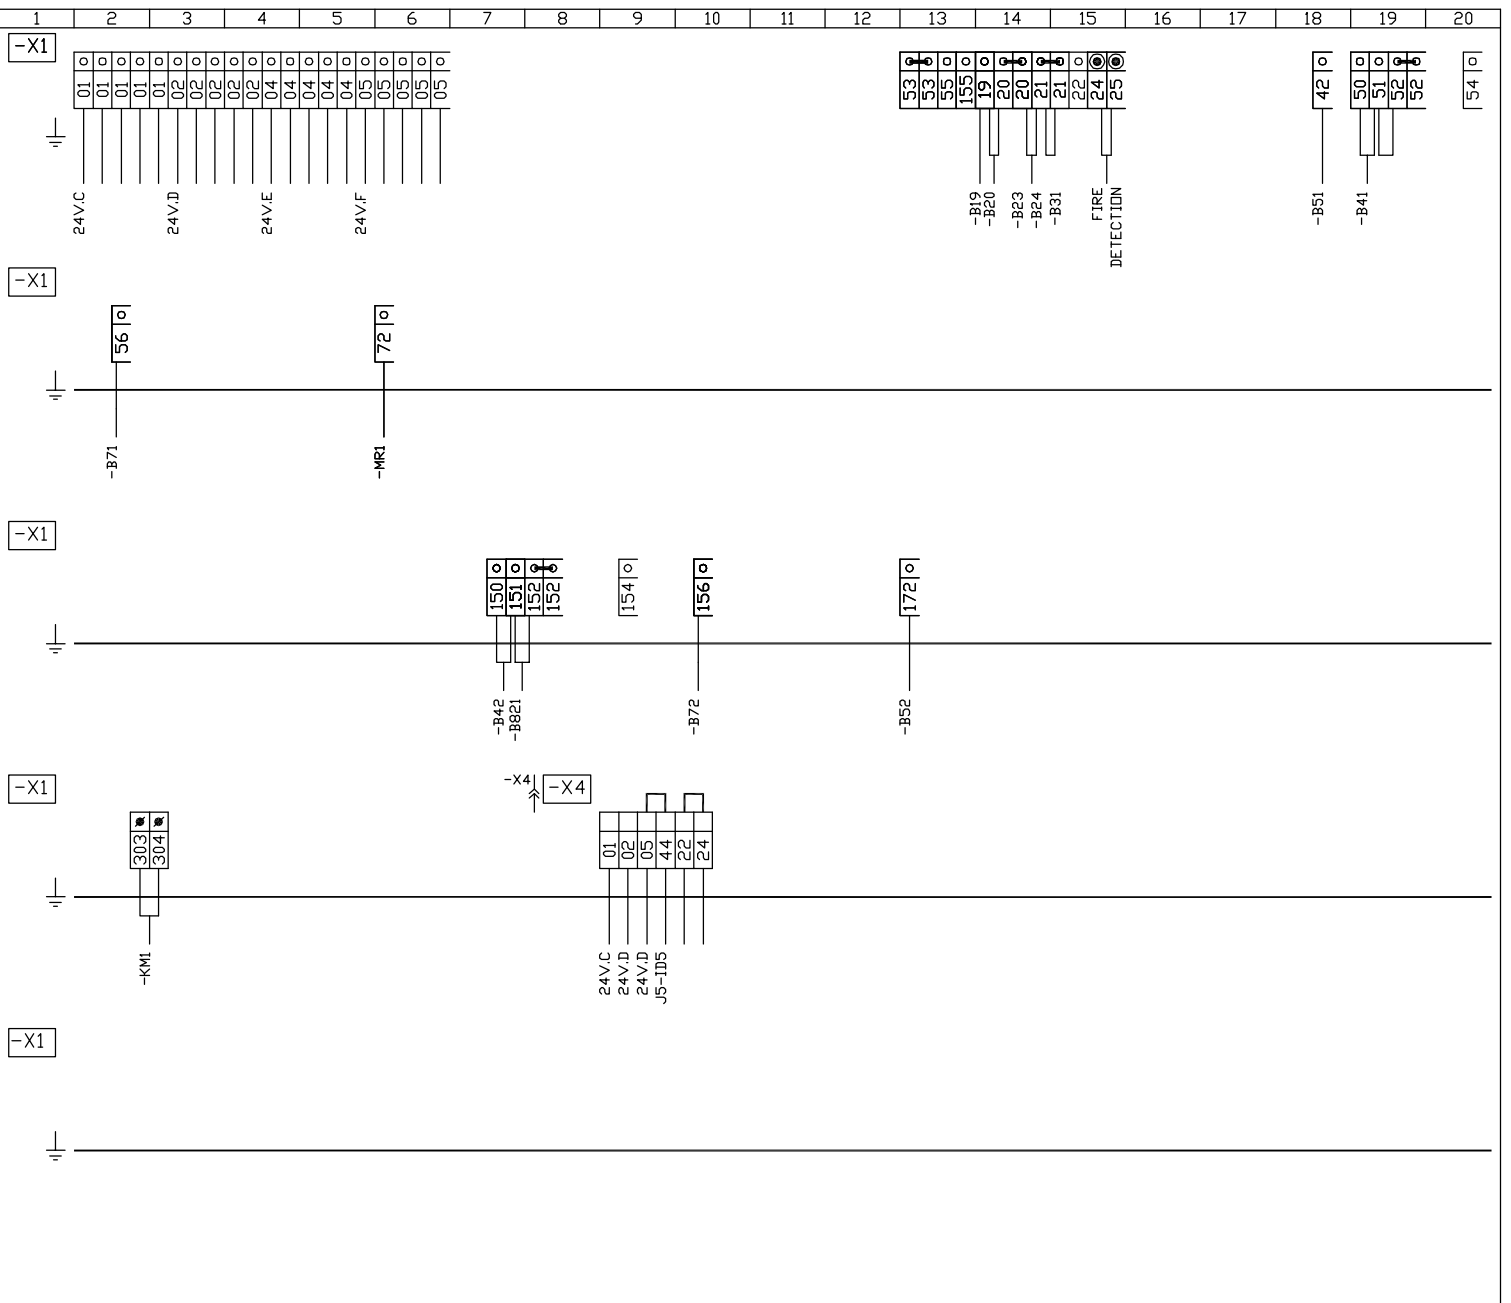 1 2 3 4 5 6 7 8 9 10 11 12 13 14 15 16 17 18 19 20
-X1
01 01 01 01 01 02 02 02 02 02 04 04 04 04 04 05 05 05 05 05
53 53 55 155 19 20 20 21 21 22 24 25
42
50 51 52 52
54
24V.C
24V.D
24V.E
24V.F
-B19
-B20
-B23
-B24
-B31
FIRE
DETECTION
-B51
-B41
-X1
56
72
-B71
-MR1
-X1
150 151 152 152
154
156
172
-B42
-B821
-B72
-B52
-X1
-X4
-X4
303 304
01 02 05 44 22 24
-KM1
24V.C
24V.D
24V.D
J5-ID5
-X1